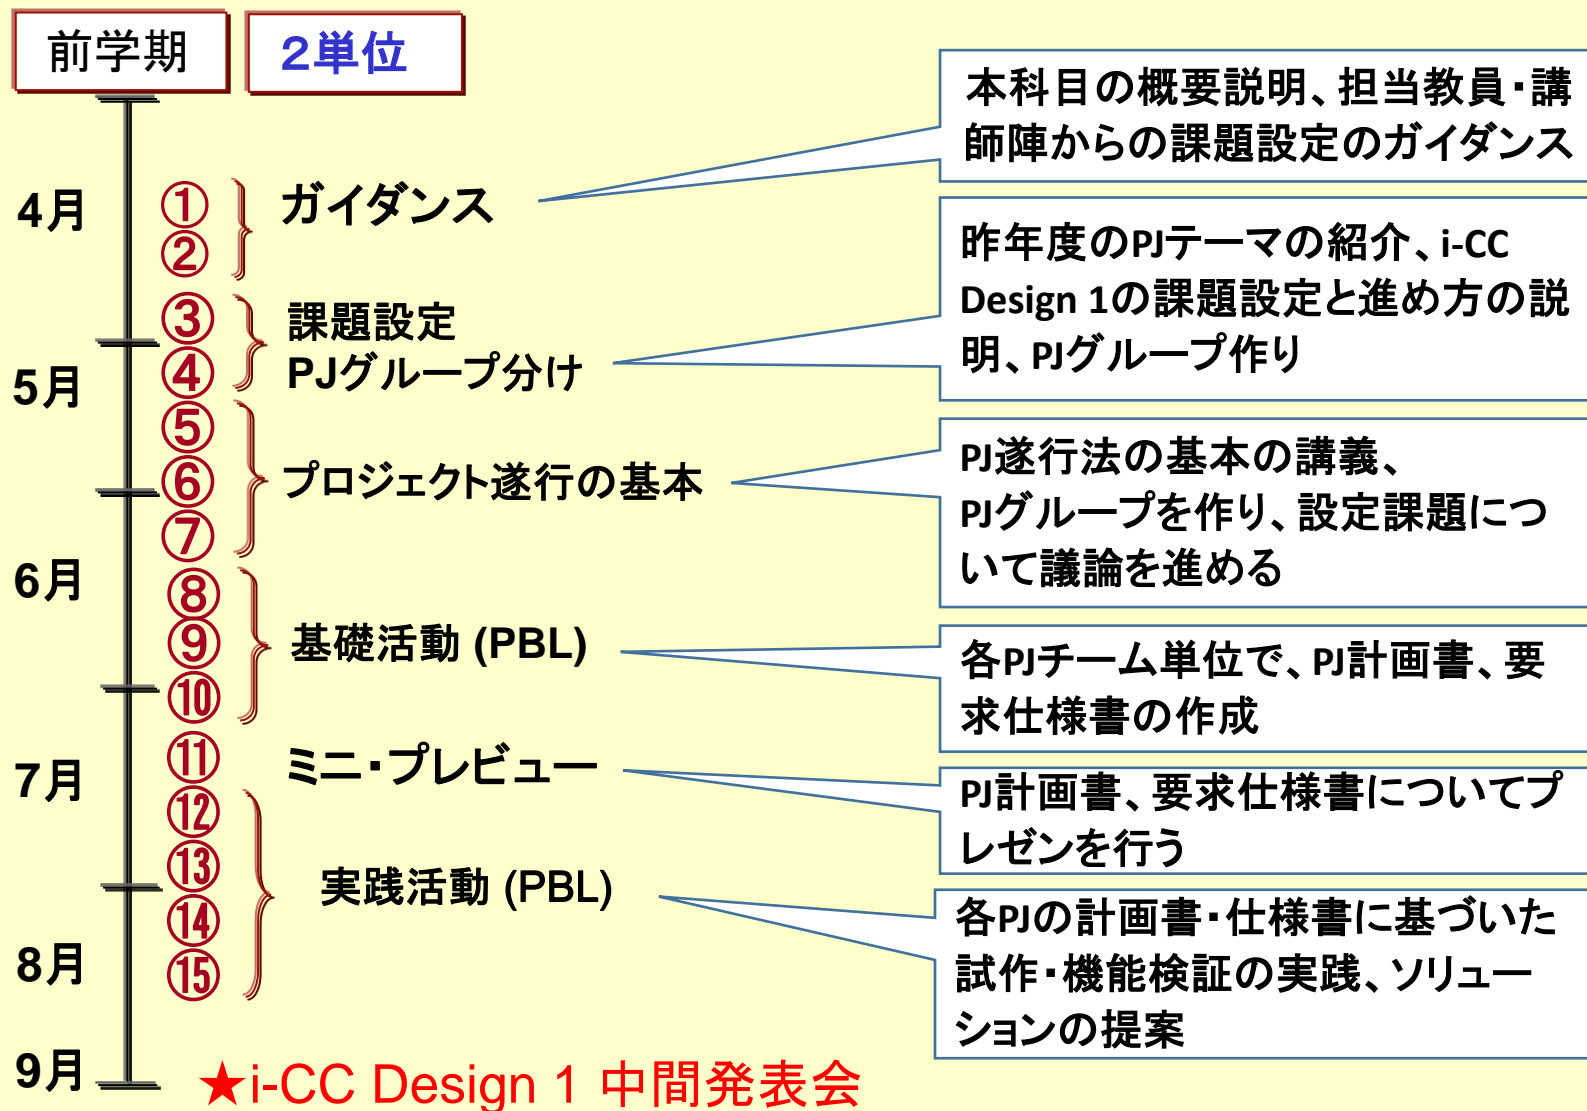 前学期
２単位
4月
5月
6月
7月
8月
9月
①
②
③
④
⑤
⑥
⑦
⑧
⑨
⑩
⑪
⑫
⑬
⑭
⑮
ガイダンス
課題設定
PJグループ分け
プロジェクト遂行の基本
基礎活動 (PBL)
ミニ・プレビュー
実践活動 (PBL)
★i-CC Design 1 中間発表会
本科目の概要説明、担当教員・講
師陣からの課題設定のガイダンス
昨年度のPJテーマの紹介、i-CC
Design 1の課題設定と進め方の説
明、PJグループ作り
PJ遂行法の基本の講義、
PJグループを作り、設定課題につ
いて議論を進める
各PJチーム単位で、PJ計画書、要
求仕様書の作成
PJ計画書、要求仕様書についてプ
レゼンを行う
各PJの計画書・仕様書に基づいた
試作・機能検証の実践、ソリュー
ションの提案